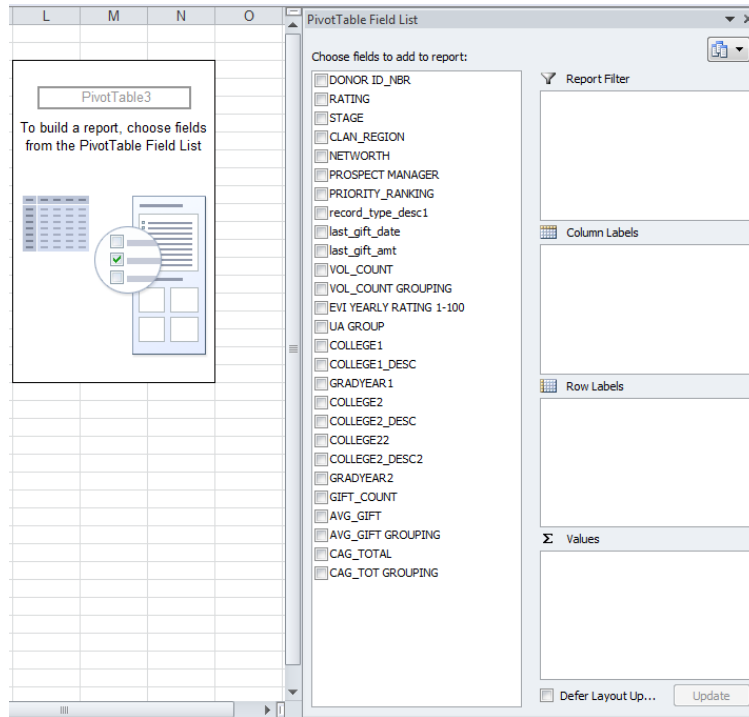 L M N O
PivotTable3
To build a report, choose fields
from the PivotTable Field List
PivotTable Field List
Choose fields to add to report:
DONOR ID_NBR
RATING
STAGE
CLAN_REGION
NETWORTH
PROSPECT MANAGER
PRIORITY_RANKING
record_type_desc1
last_gift_date
last_gift_amt
VOL_COUNT
VOL_COUNT GROUPING
EVI YEARLY RATING 1-100
UA GROUP
COLLEGE1
COLLEGE1_DESC
GRADYEAR1
COLLEGE2
COLLEGE2_DESC
COLLEGE22
COLLEGE2_DESC2
GRADYEAR2
GIFT_COUNT
AVG_GIFT
AVG_GIFT GROUPING
CAG_TOTAL
CAG_TOT GROUPING
Report Filter
Column Labels
Row Labels
Σ Values
Defer Layout Up... Update